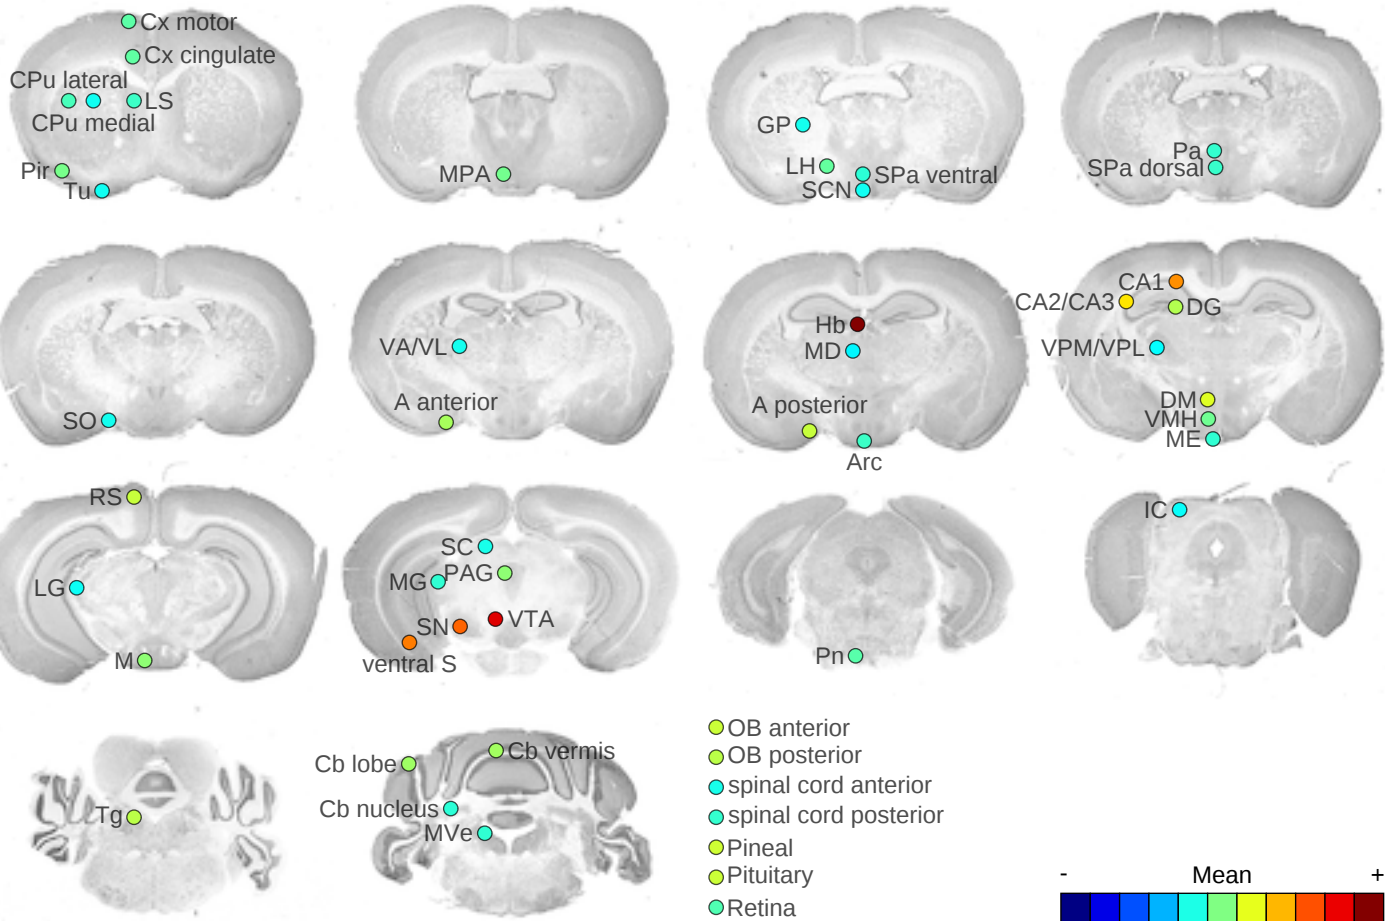 Cx motor
Cx cingulate
CPu lateral
LS
CPu medial
Pir
Tu
MPA
GP
LH
SPa ventral
SCN
Pa
SPa dorsal
SO
VA/VL
A anterior
Hb
MD
A posterior
Arc
CA1
CA2/CA3
DG
VPM/VPL
DM
VMH
ME
RS
LG
M
SC
MG
PAG
SN
VTA
ventral S
Pn
IC
Tg
Cb lobe
Cb vermis
Cb nucleus
MVe
OB anterior
OB posterior
spinal cord anterior
spinal cord posterior
Pineal
Pituitary
Retina
- Mean +